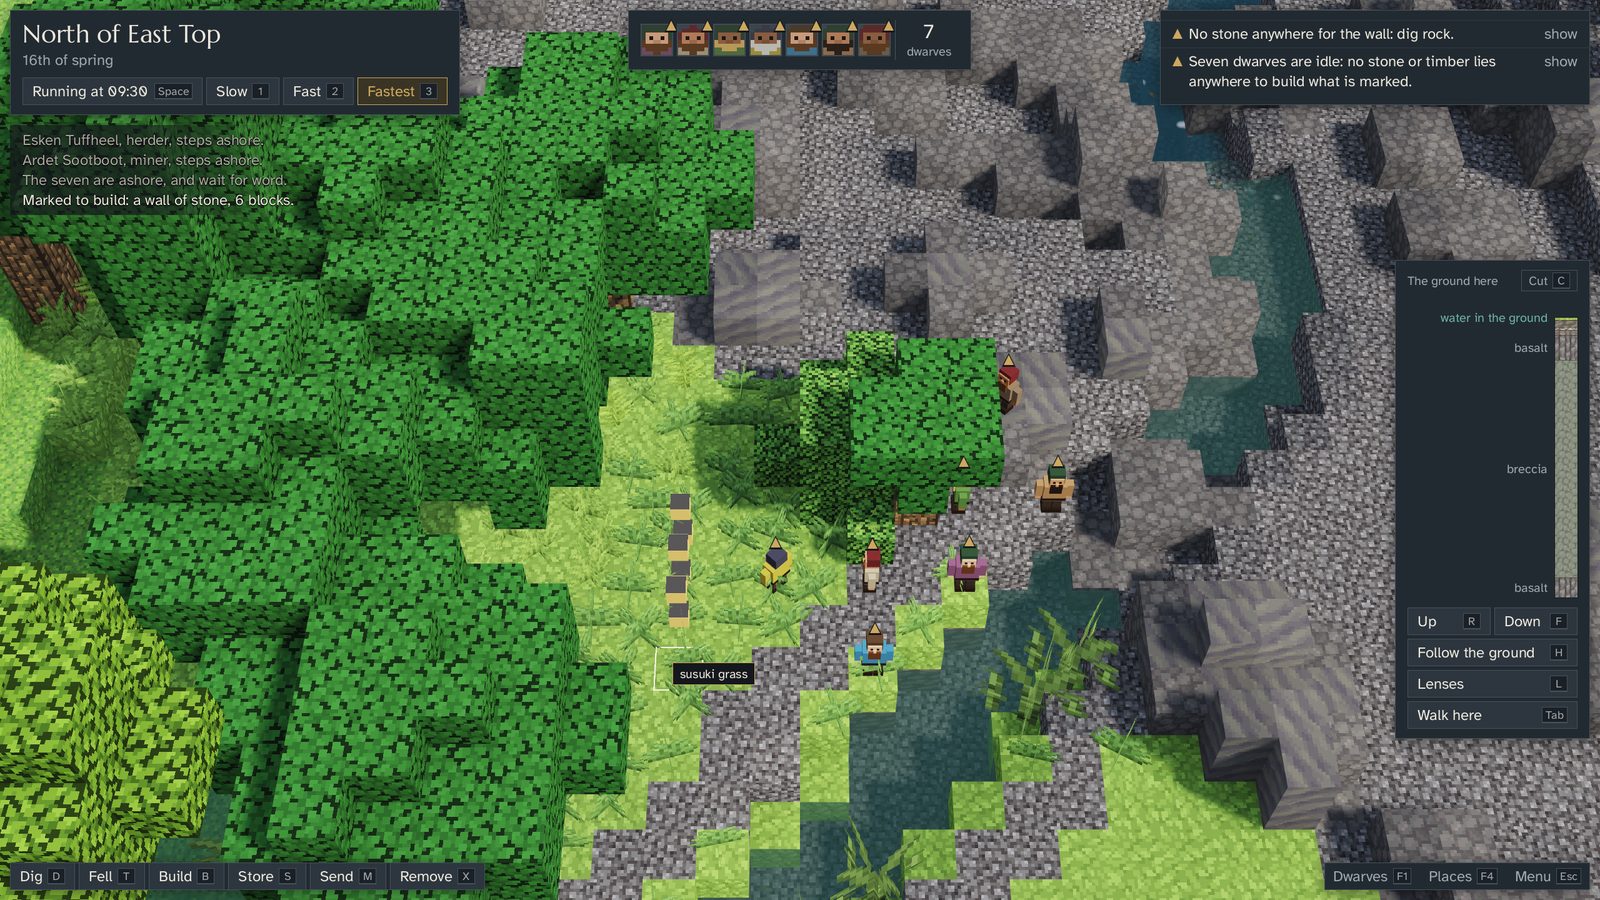 North of East Top
16th of spring
Running at 09:30 Space
Slow 1
Fast 2
Fastest 3
Esken Tuffheel, herder, steps ashore.
Ardet Sootboot, miner, steps ashore.
The seven are ashore, and wait for word.
Marked to build: a wall of stone, 6 blocks.
7
dwarves
No stone anywhere for the wall: dig rock. show
Seven dwarves are idle: no stone or timber lies show
anywhere to build what is marked.
The ground here
Cut C
water in the ground
basalt
breccia
basalt
Up R
Down F
Follow the ground H
Lenses L
Walk here Tab
susuki grass
Dig D
Fell T
Build B
Store S
Send M
Remove X
Dwarves F1
Places F4
Menu Esc